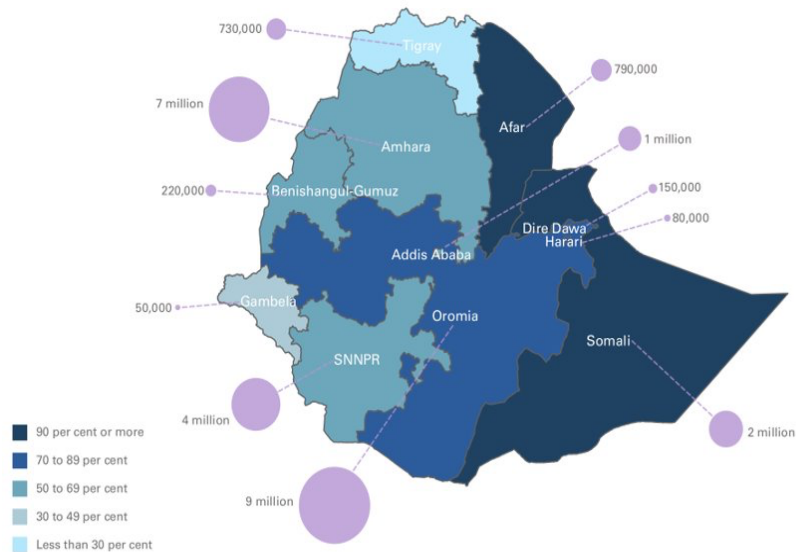 730,000
Tigray
790,000
7 million
Afar
1 million
Amhara
220,000
Benishangul-Gumuz
150,000
80,000
Dire Dawa
Harari
Addis Ababa
50,000
Gambela
Oromia
Somali
SNNPR
4 million
2 million
9 million
90 per cent or more
70 to 89 per cent
50 to 69 per cent
30 to 49 per cent
Less than 30 per cent